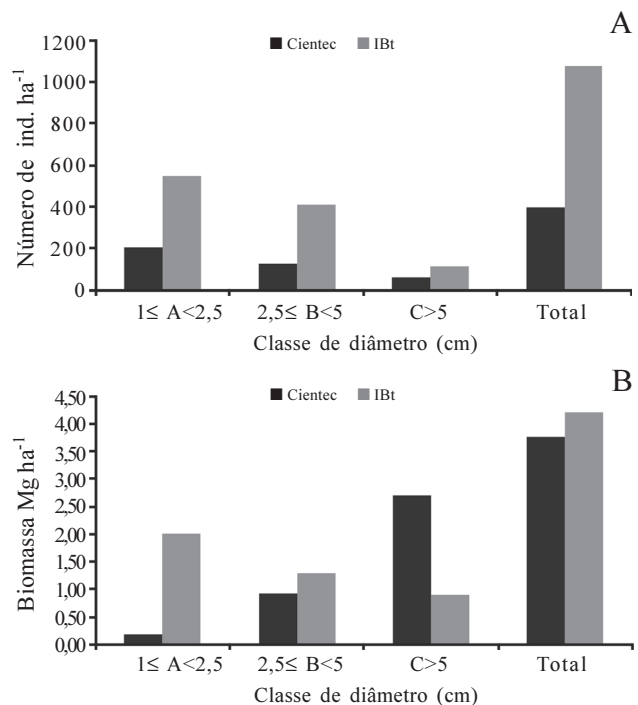 A
Cientec IBt
Número de ind. ha-1
1200
1000
800
600
400
200
0
1≤ A<2,5 2,5≤ B<5 C>5 Total
Classe de diâmetro (cm)
B
Cientec IBt
Biomassa Mg ha-1
4,50
4,00
3,50
3,00
2,50
2,00
1,50
1,00
0,50
0,00
1≤ A<2,5 2,5≤ B<5 C>5 Total
Classe de diâmetro (cm)